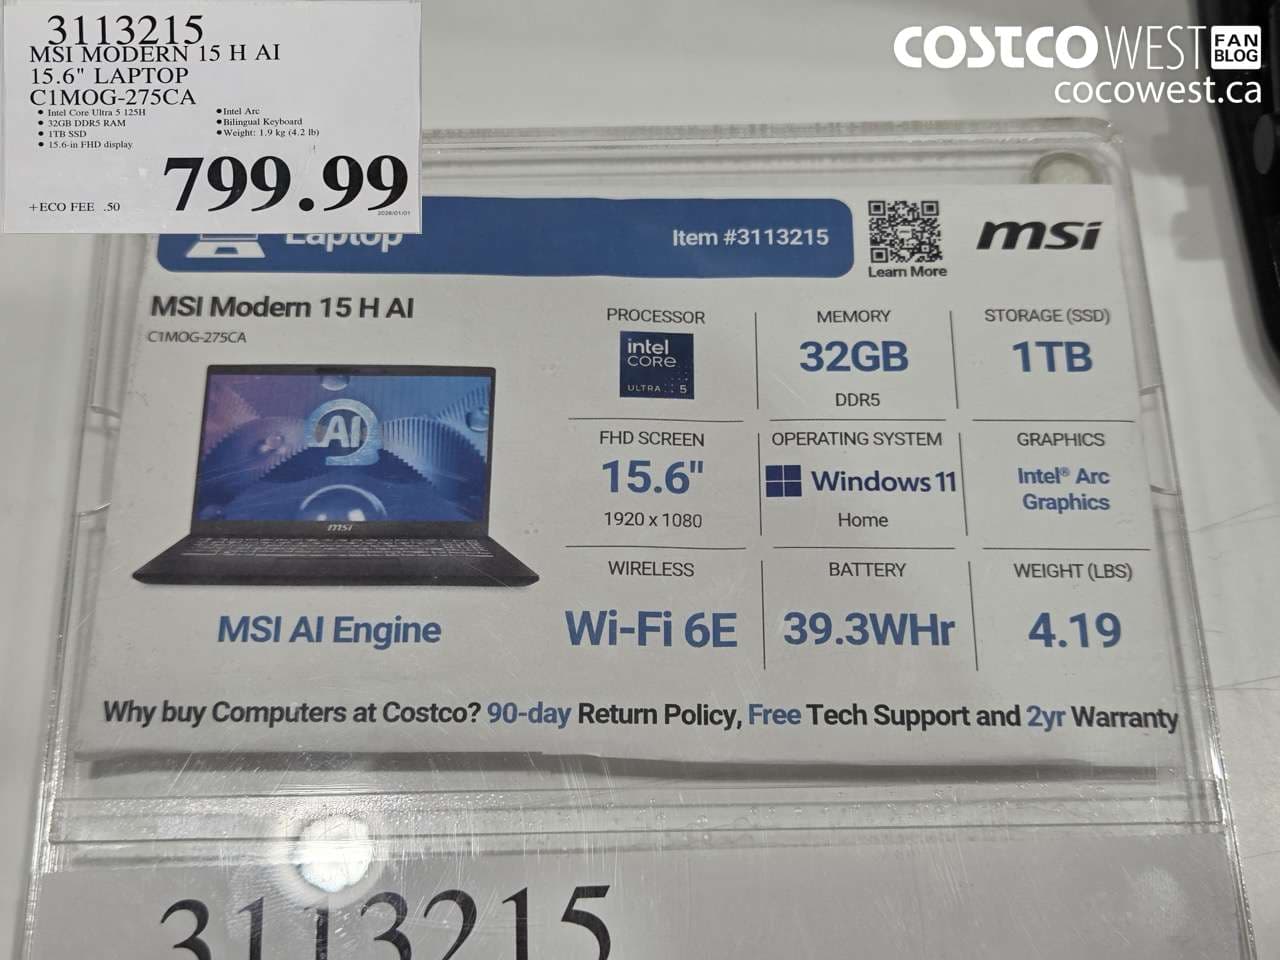 3113215
MSI MODERN 15 H AI
15.6" LAPTOP
C1MOG-275CA
• Intel Core Ultra 5 125H
• 32GB DDR5 RAM
• 1TB SSD
• 15.6-in FHD display
• Intel Arc
• Bilingual Keyboard
• Weight: 1.9 kg (4.2 lb)
799.99
+ECO FEE .50
2026/01/01
COSTCO WEST FAN BLOG
cocowest.ca
Laptop
Item #3113215
Learn More
msi
MSI Modern 15 H AI
C1MOG-275CA
AI
msi
MSI AI Engine
PROCESSOR
intel
CORE
ULTRA 5
MEMORY
32GB
DDR5
STORAGE (SSD)
1TB
FHD SCREEN
15.6"
1920 x 1080
OPERATING SYSTEM
Windows 11
Home
GRAPHICS
Intel® Arc
Graphics
WIRELESS
Wi-Fi 6E
BATTERY
39.3WHr
WEIGHT (LBS)
4.19
Why buy Computers at Costco? 90-day Return Policy, Free Tech Support and 2yr Warranty
3113215